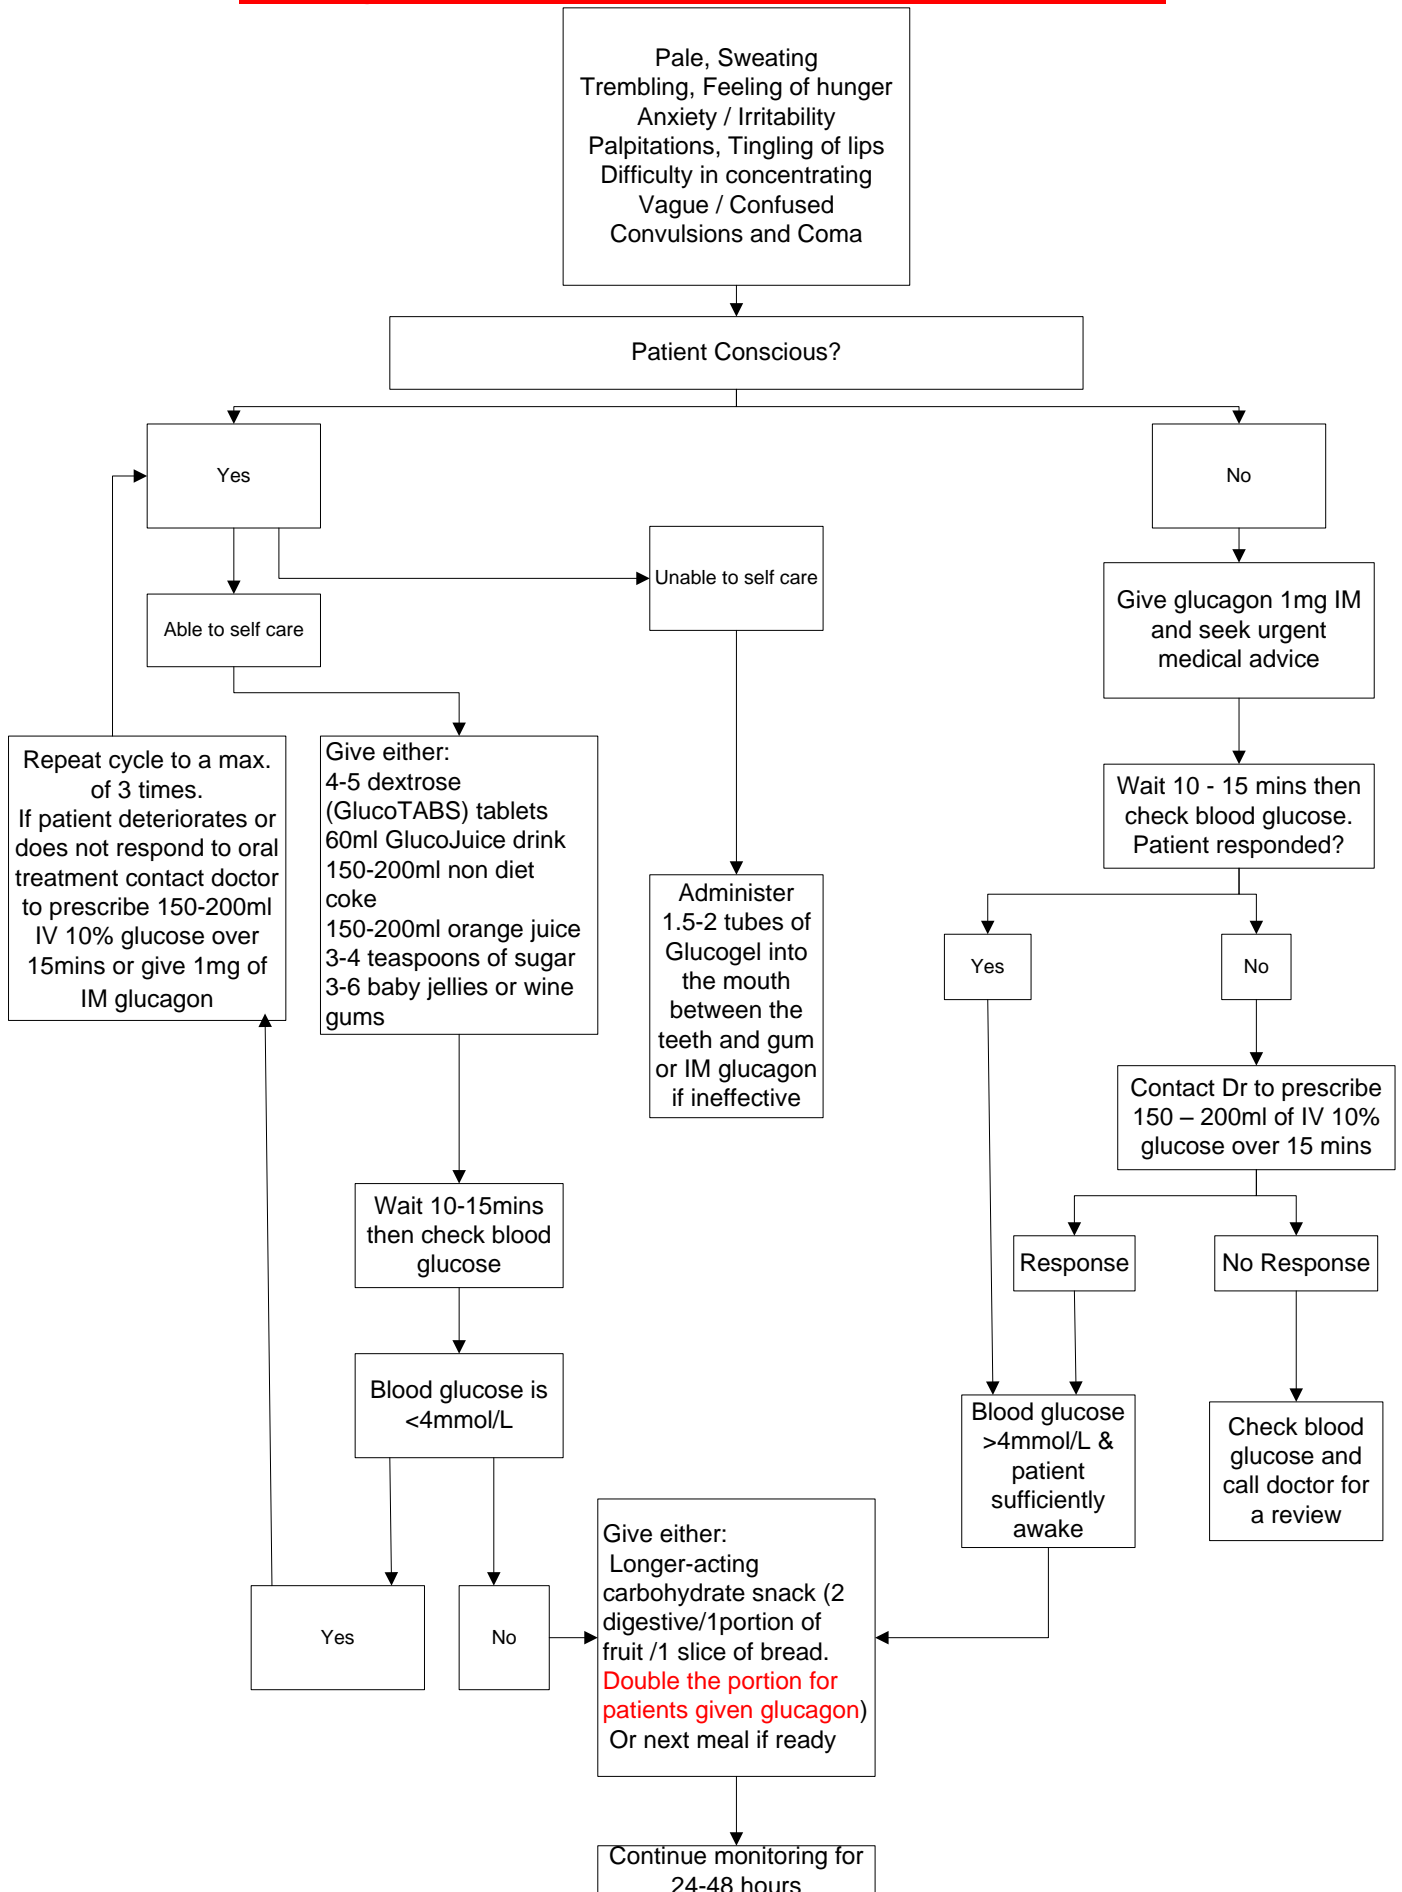 Pale, Sweating
Trembling, Feeling of hunger
Anxiety / Irritability
Palpitations, Tingling of lips
Difficulty in concentrating
Vague / Confused
Convulsions and Coma
Patient Conscious?
Yes
No
Able to self care
Unable to self care
Give glucagon 1mg IM
and seek urgent
medical advice
Repeat cycle to a max.
of 3 times.
If patient deteriorates or
does not respond to oral
treatment contact doctor
to prescribe 150-200ml
IV 10% glucose over
15mins or give 1mg of
IM glucagon
Give either:
4-5 dextrose
(GlucoTABS) tablets
60ml GlucoJuice drink
150-200ml non diet
coke
150-200ml orange juice
3-4 teaspoons of sugar
3-6 baby jellies or wine
gums
Administer
1.5-2 tubes of
Glucogel into
the mouth
between the
teeth and gum
or IM glucagon
if ineffective
Wait 10 - 15 mins then
check blood glucose.
Patient responded?
Yes
No
Contact Dr to prescribe
150 – 200ml of IV 10%
glucose over 15 mins
Wait 10-15mins
then check blood
glucose
Response
No Response
Blood glucose is
<4mmol/L
Blood glucose
>4mmol/L &
patient
sufficiently
awake
Check blood
glucose and
call doctor for
a review
Yes
No
Give either:
Longer-acting
carbohydrate snack (2
digestive/1portion of
fruit /1 slice of bread.
Double the portion for
patients given glucagon)
Or next meal if ready
Continue monitoring for
24-48 hours